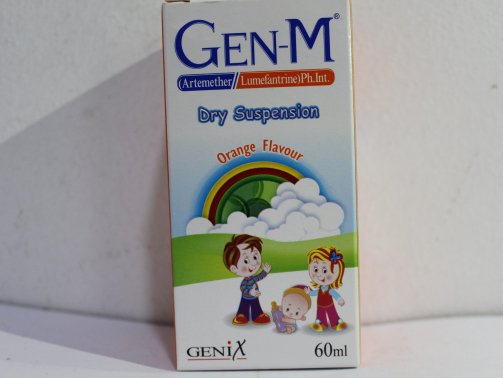 GEN-M®
(Artemether/Lumefantrine)Ph.Int.
Dry Suspension
Orange Flavour
GENIX
60ml